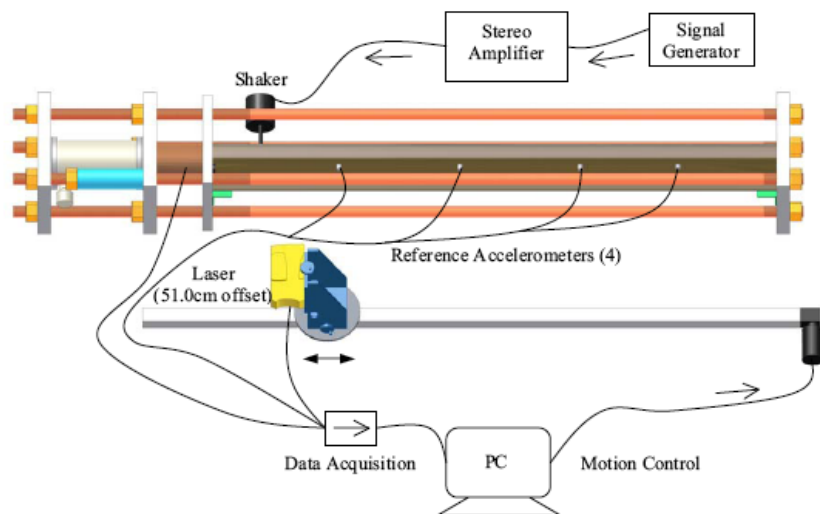 Stereo
Amplifier
Signal
Generator
Shaker
Reference Accelerometers (4)
Laser
(51.0cm offset)
Data Acquisition
PC
Motion Control